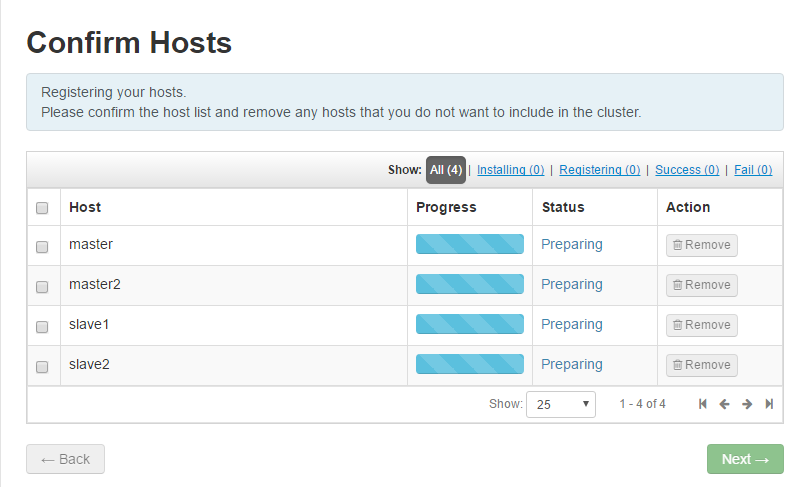 Confirm Hosts
Registering your hosts.
Please confirm the host list and remove any hosts that you do not want to include in the cluster.
Show: All (4) | Installing (0) | Registering (0) | Success (0) | Fail (0)
Host Progress Status Action
master Preparing Remove
master2 Preparing Remove
slave1 Preparing Remove
slave2 Preparing Remove
Show: 25 1 - 4 of 4
← Back Next →